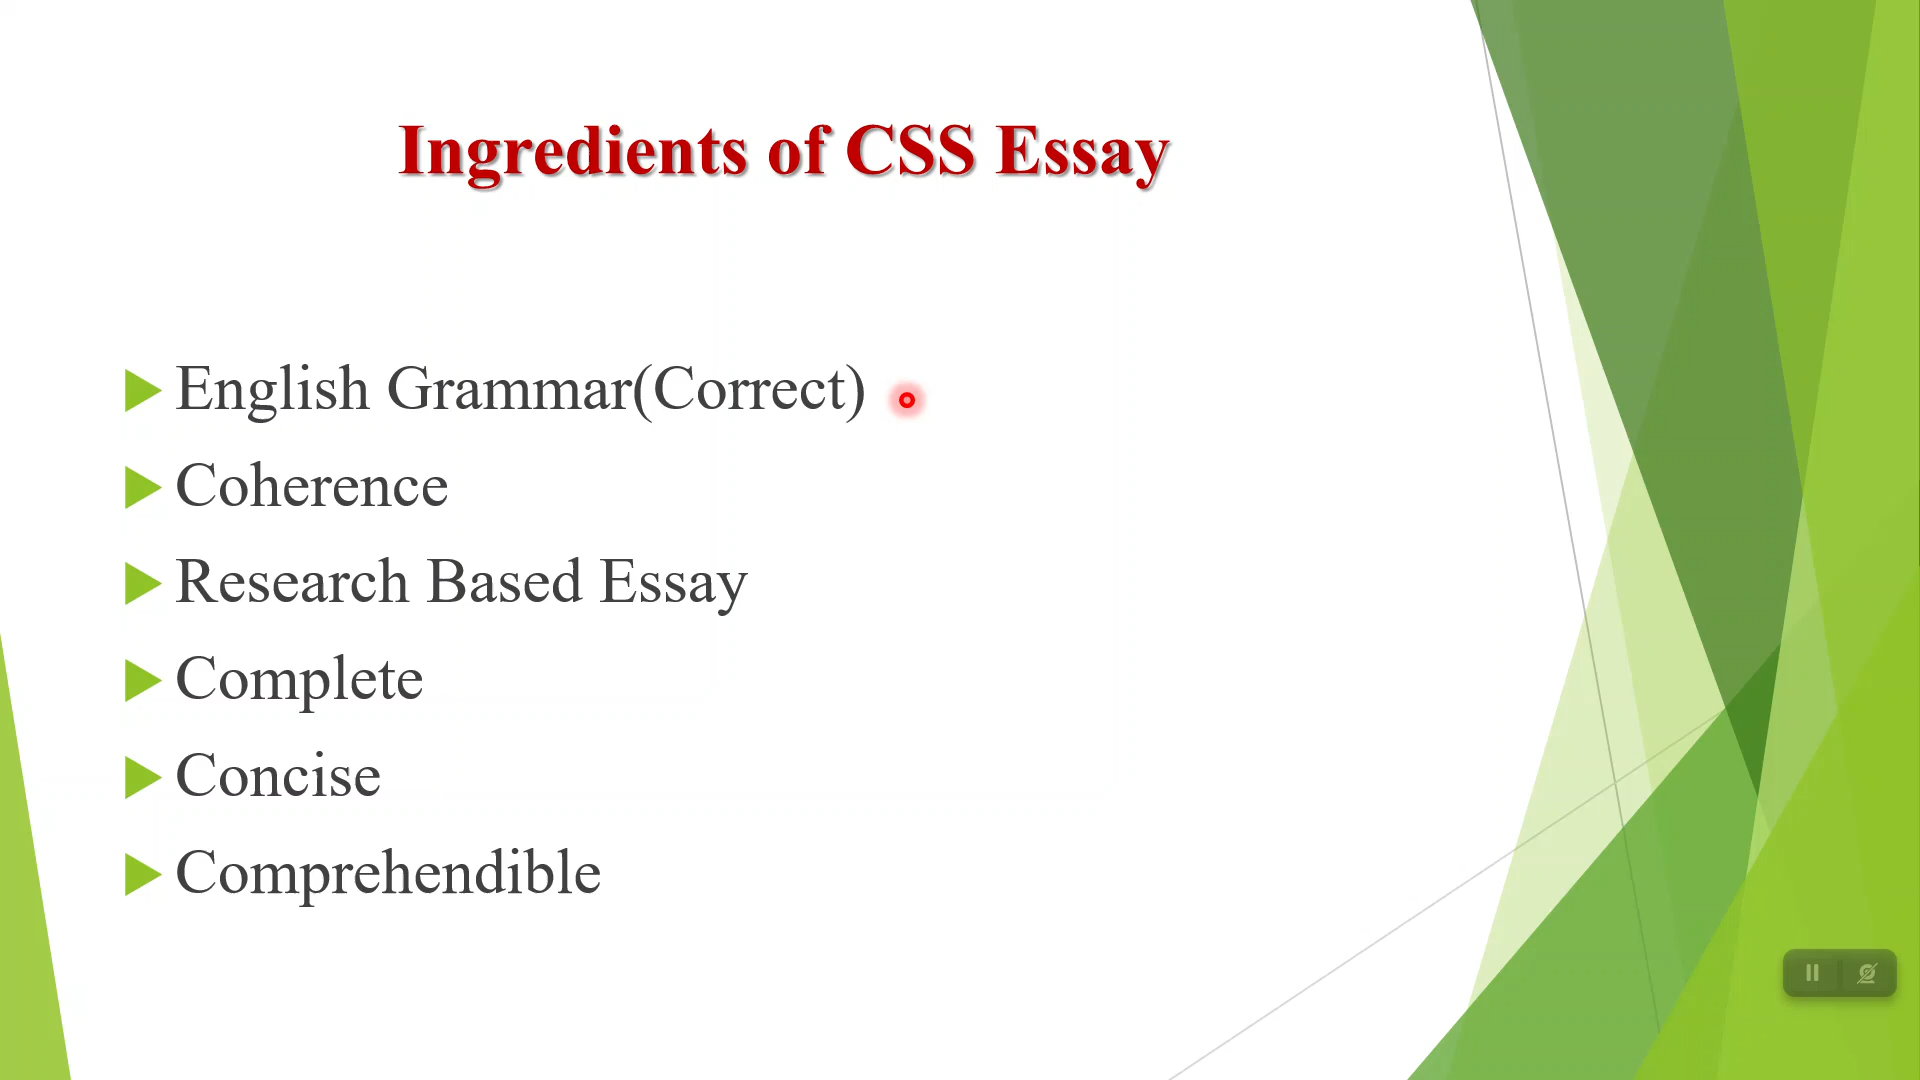 Ingredients of CSS Essay
English Grammar(Correct)
Coherence
Research Based Essay
Complete
Concise
Comprehendible